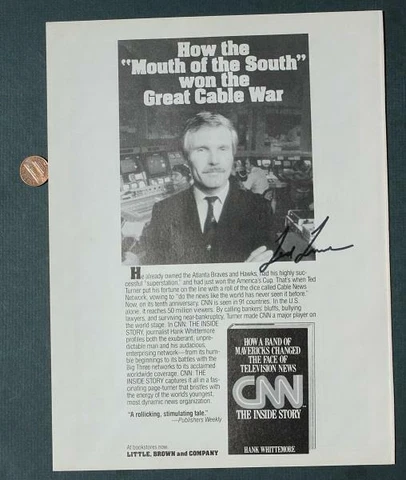 How the
"Mouth of the South"
won the
Great Cable War
Ted Turner
He already owned the Atlanta Braves and Hawks, had his highly suc-
cessful "superstation," and had just won the America's Cup. That's when Ted
Turner put his fortune on the line with a roll of the dice called Cable News
Network, vowing to "do the news like the world has never seen it before."
Now, on its tenth anniversary, CNN is seen in 91 countries. In the U.S.
alone, it reaches 50 million viewers. By calling bankers' bluffs, bullying
lawyers, and surviving near-bankruptcy, Turner made CNN a major player on
the world stage. In CNN: THE INSIDE
STORY, journalist Hank Whittemore
profiles both the exuberant, unpre-
dictable man and his audacious,
enterprising network—from its hum-
ble beginnings to its battles with the
Big Three networks to its acclaimed
worldwide coverage. CNN: THE
INSIDE STORY captures it all in a fas-
cinating page-turner that bristles with
the energy of the world's youngest,
most dynamic news organization.
"A rollicking, stimulating tale."
—Publishers Weekly
At bookstores now
LITTLE, BROWN and COMPANY
HOW A BAND OF
MAVERICKS CHANGED
THE FACE OF
TELEVISION NEWS
CNN
THE INSIDE STORY
HANK WHITTEMORE